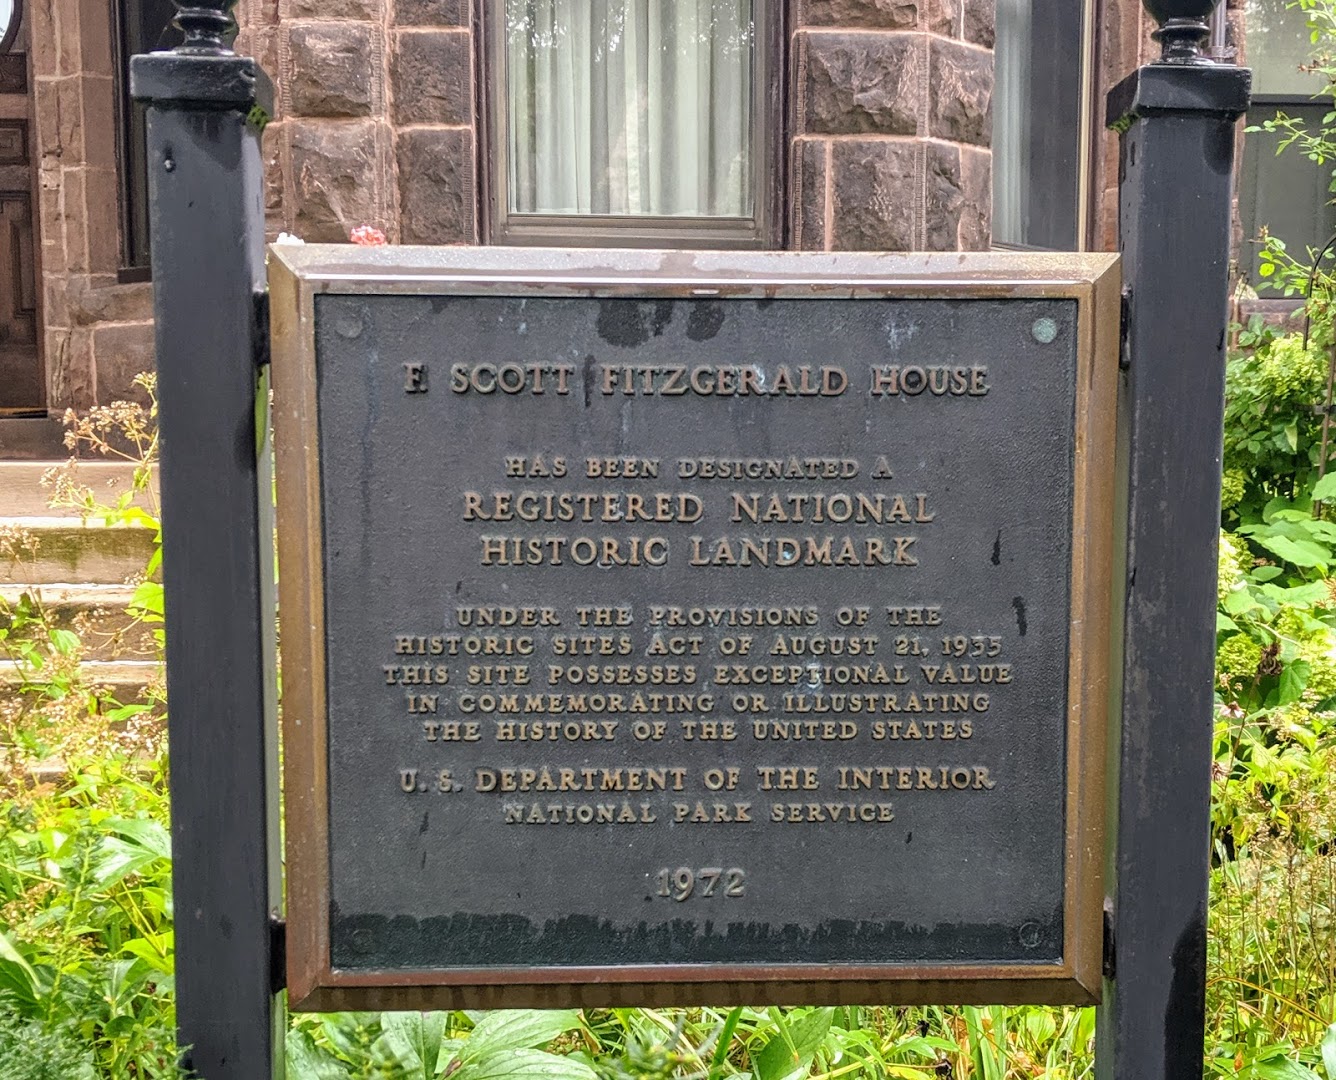 F. SCOTT FITZGERALD HOUSE
HAS BEEN DESIGNATED A
REGISTERED NATIONAL
HISTORIC LANDMARK
UNDER THE PROVISIONS OF THE
HISTORIC SITES ACT OF AUGUST 21, 1935
THIS SITE POSSESSES EXCEPTIONAL VALUE
IN COMMEMORATING OR ILLUSTRATING
THE HISTORY OF THE UNITED STATES
U. S. DEPARTMENT OF THE INTERIOR
NATIONAL PARK SERVICE
1972